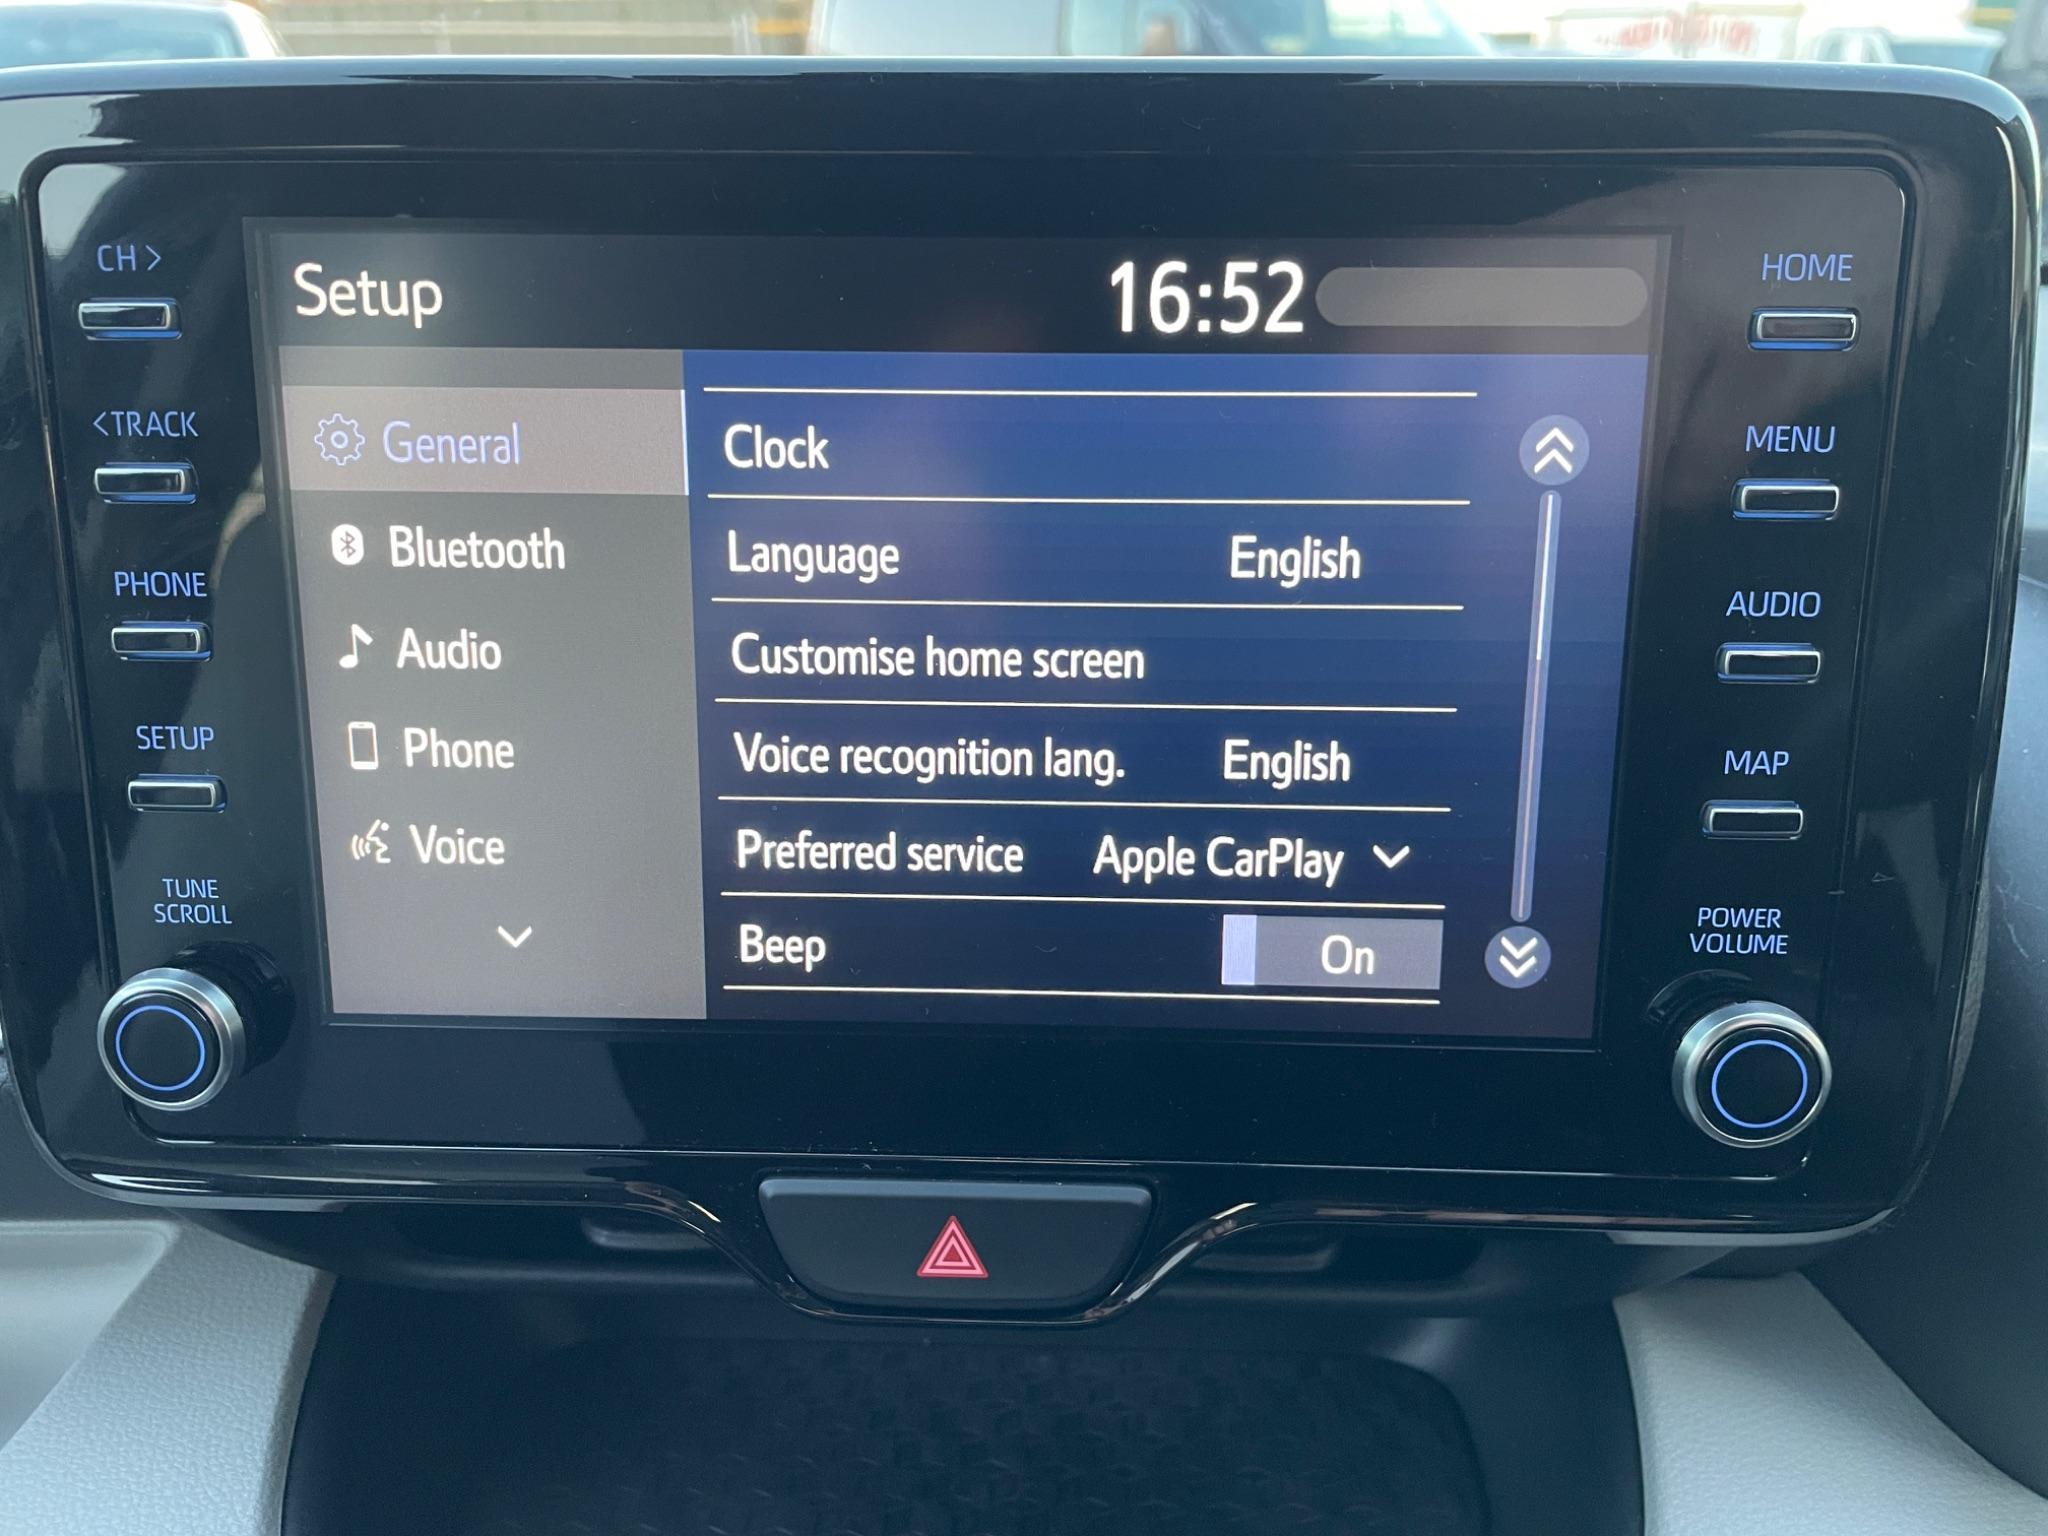 CH >
<TRACK
PHONE
SETUP
TUNE
SCROLL
Setup
16:52
General
Bluetooth
Audio
Phone
Voice
Clock
Language English
Customise home screen
Voice recognition lang. English
Preferred service Apple CarPlay
Beep On
HOME
MENU
AUDIO
MAP
POWER
VOLUME